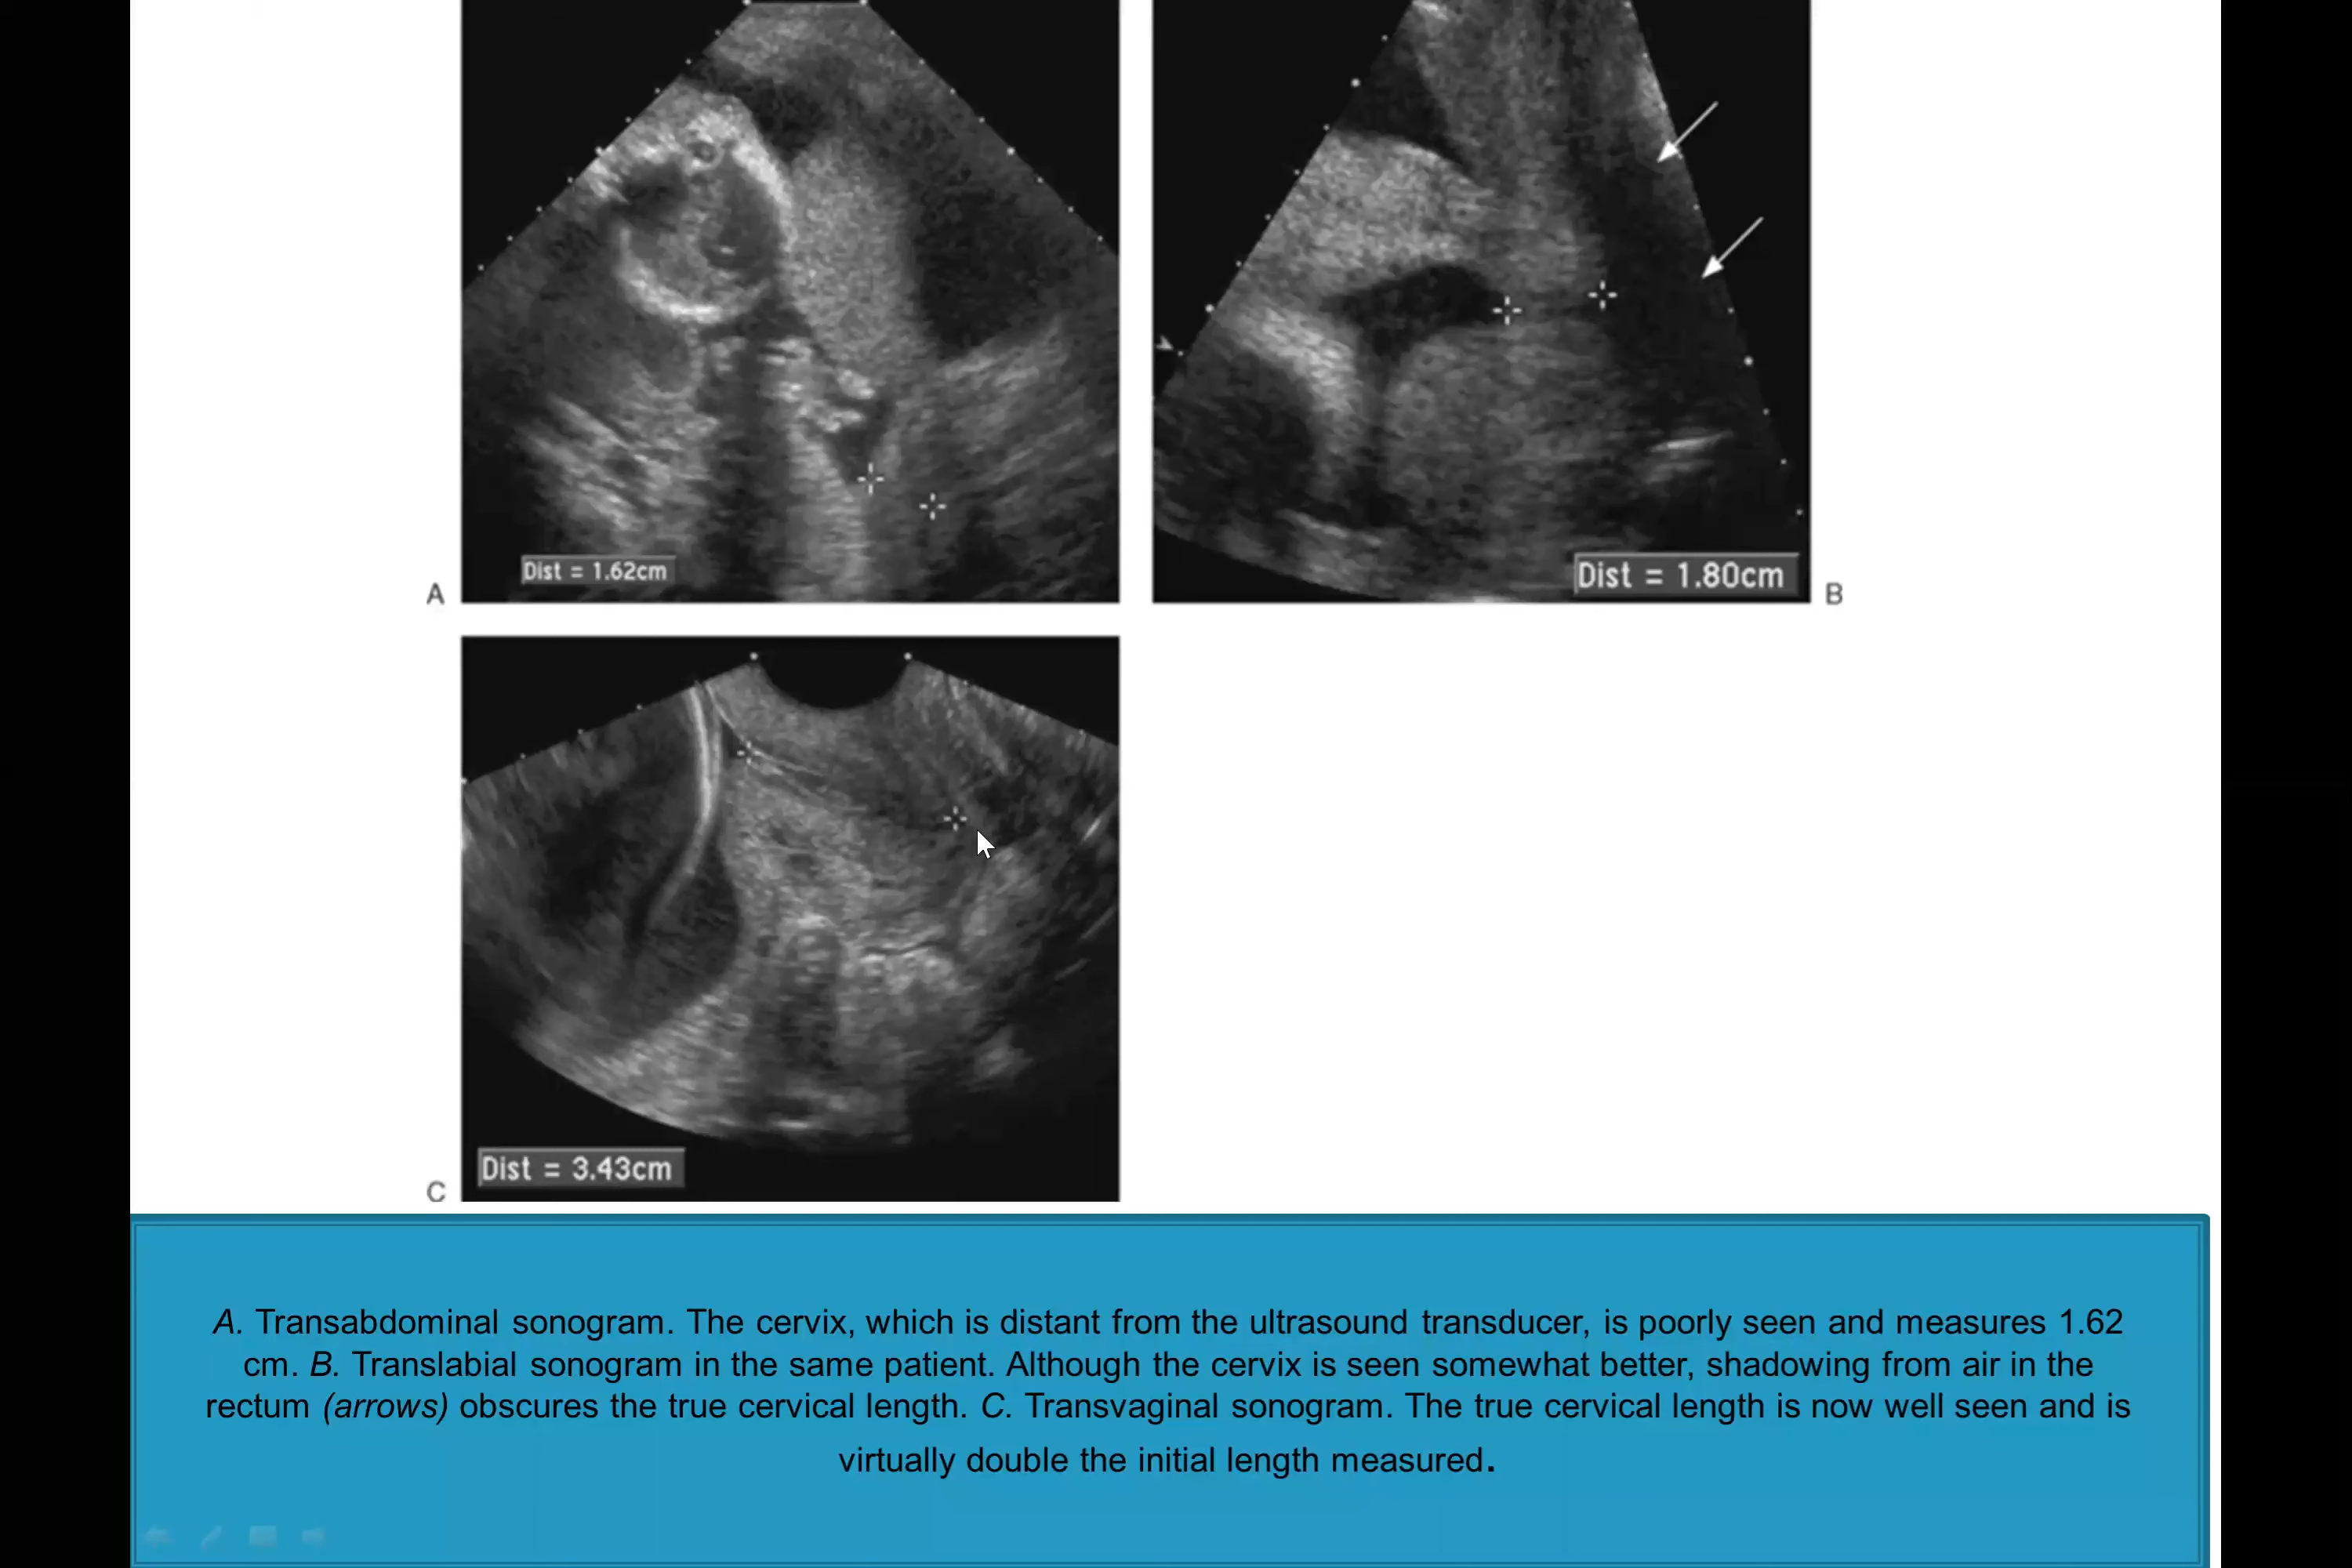 Dist = 1.62cm
A
Dist = 1.80cm
B
Dist = 3.43cm
C
A. Transabdominal sonogram. The cervix, which is distant from the ultrasound transducer, is poorly seen and measures 1.62
cm. B. Translabial sonogram in the same patient. Although the cervix is seen somewhat better, shadowing from air in the
rectum (arrows) obscures the true cervical length. C. Transvaginal sonogram. The true cervical length is now well seen and is
virtually double the initial length measured.